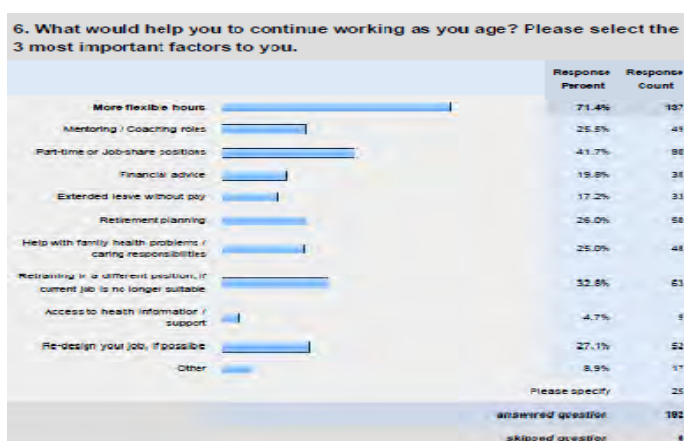 6. What would help you to continue working as you age? Please select the
3 most important factors to you.
Response Percent Response Count
More flexible hours 71.4% 137
Mentoring / Coaching roles 25.5% 49
Part-time or Job-share positions 41.7% 80
Financial advice 19.8% 38
Extended leave without pay 17.2% 33
Retirement planning 26.0% 50
Help with family health problems /
caring responsibilities 25.0% 48
Retraining in a different position, if
current job is no longer suitable 32.8% 63
Access to health information /
support 4.7% 9
Re-design your job, if possible 27.1% 52
Other 8.9% 17
Please specify 25
answered question 192
skipped question